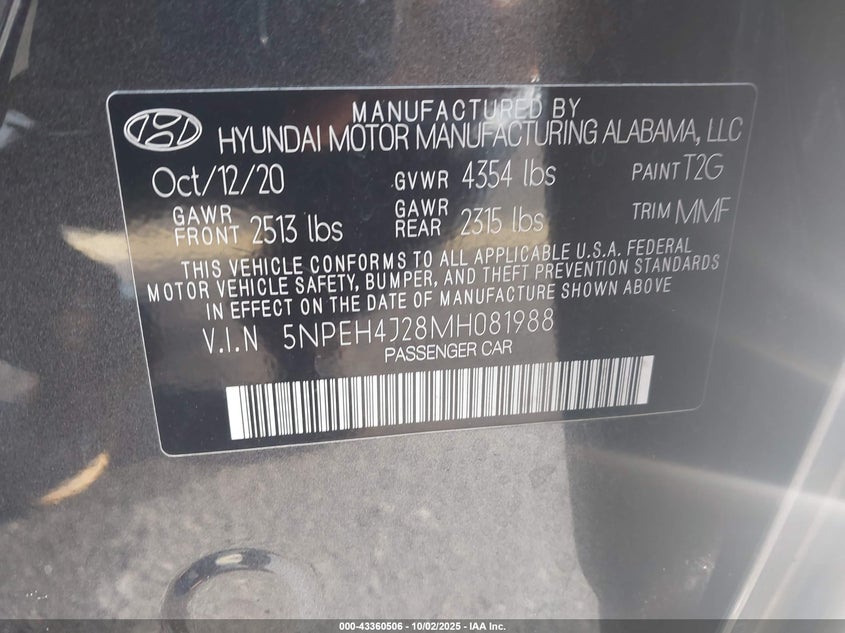 MANUFACTURED BY
HYUNDAI MOTOR MANUFACTURING ALABAMA, LLC
Oct/12/20 GVWR 4354 lbs PAINT T2G
GAWR FRONT 2513 lbs GAWR REAR 2315 lbs TRIM MMF
THIS VEHICLE CONFORMS TO ALL APPLICABLE U.S.A. FEDERAL
MOTOR VEHICLE SAFETY, BUMPER, AND THEFT PREVENTION STANDARDS
IN EFFECT ON THE DATE OF MANUFACTURE SHOWN ABOVE
V.I.N 5NPEH4J28MH081988
PASSENGER CAR
000-43360506 - 10/02/2025 - IAA Inc.